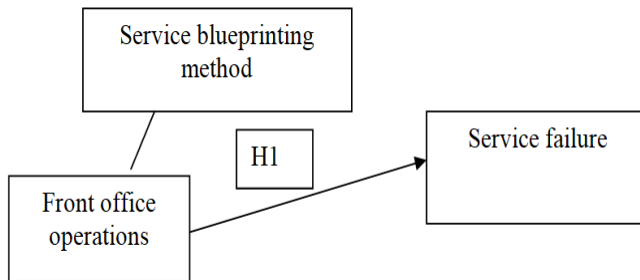 Service blueprinting
method
H1
Service failure
Front office
operations